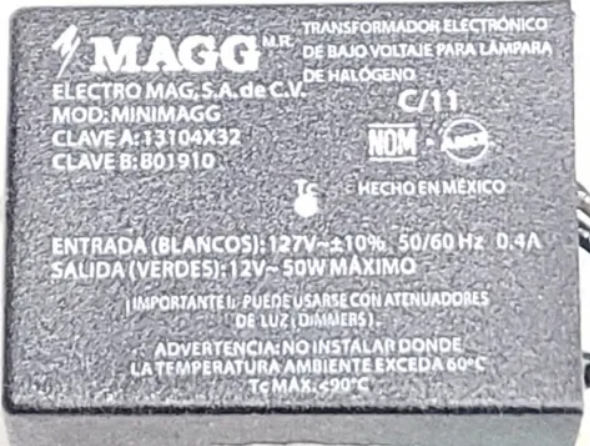 MAGG M.R.
TRANSFORMADOR ELECTRÓNICO
DE BAJO VOLTAJE PARA LÁMPARA
DE HALÓGENO
ELECTRO MAG, S.A. de C.V.
MOD: MINIMAGG
CLAVE A: 13104X32
CLAVE B: B01910
C/11
NOM - ANCE
Tc
HECHO EN MÉXICO
ENTRADA (BLANCOS): 127V~±10% 50/60 Hz 0.4A
SALIDA (VERDES): 12V~ 50W MÁXIMO
¡IMPORTANTE!: PUEDE USARSE CON ATENUADORES
DE LUZ (DIMMERS).
ADVERTENCIA: NO INSTALAR DONDE
LA TEMPERATURA AMBIENTE EXCEDA 60°C
Tc MÁX. <90°C